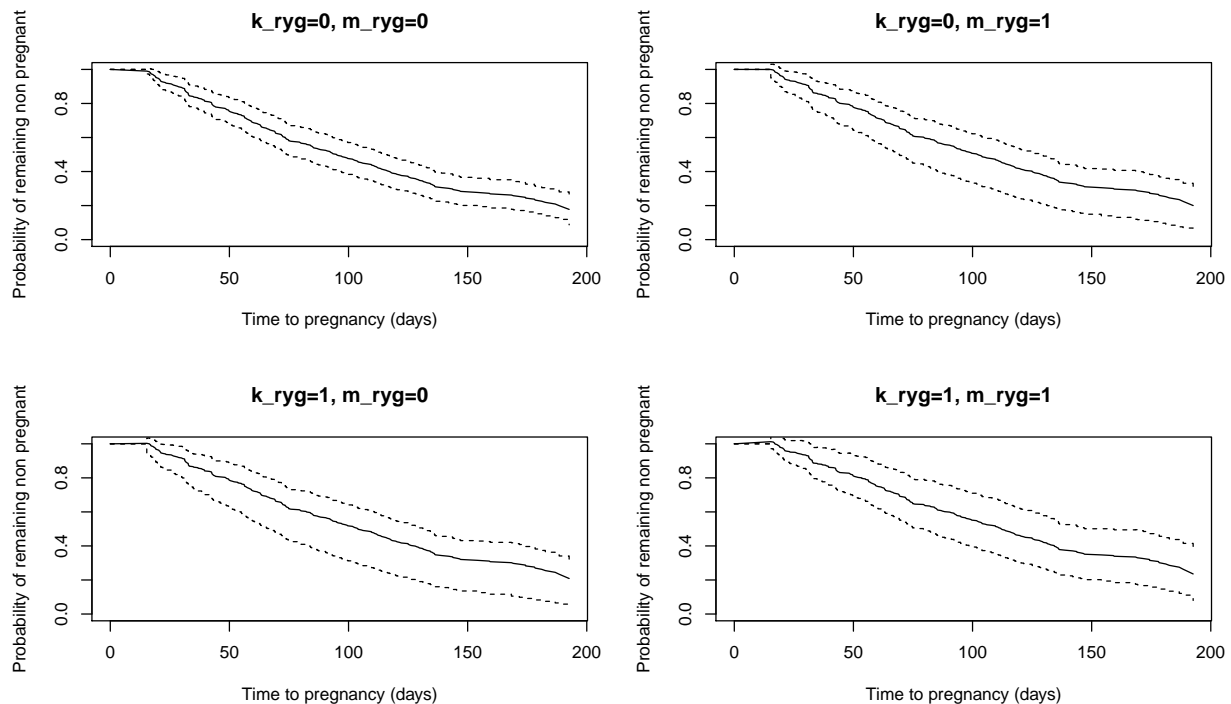 k_ryg=0, m_ryg=0
Probability of remaining non pregnant
0.0 0.4 0.8
0 50 100 150 200
Time to pregnancy (days)
k_ryg=0, m_ryg=1
Probability of remaining non pregnant
0.0 0.4 0.8
0 50 100 150 200
Time to pregnancy (days)
k_ryg=1, m_ryg=0
Probability of remaining non pregnant
0.0 0.4 0.8
0 50 100 150 200
Time to pregnancy (days)
k_ryg=1, m_ryg=1
Probability of remaining non pregnant
0.0 0.4 0.8
0 50 100 150 200
Time to pregnancy (days)